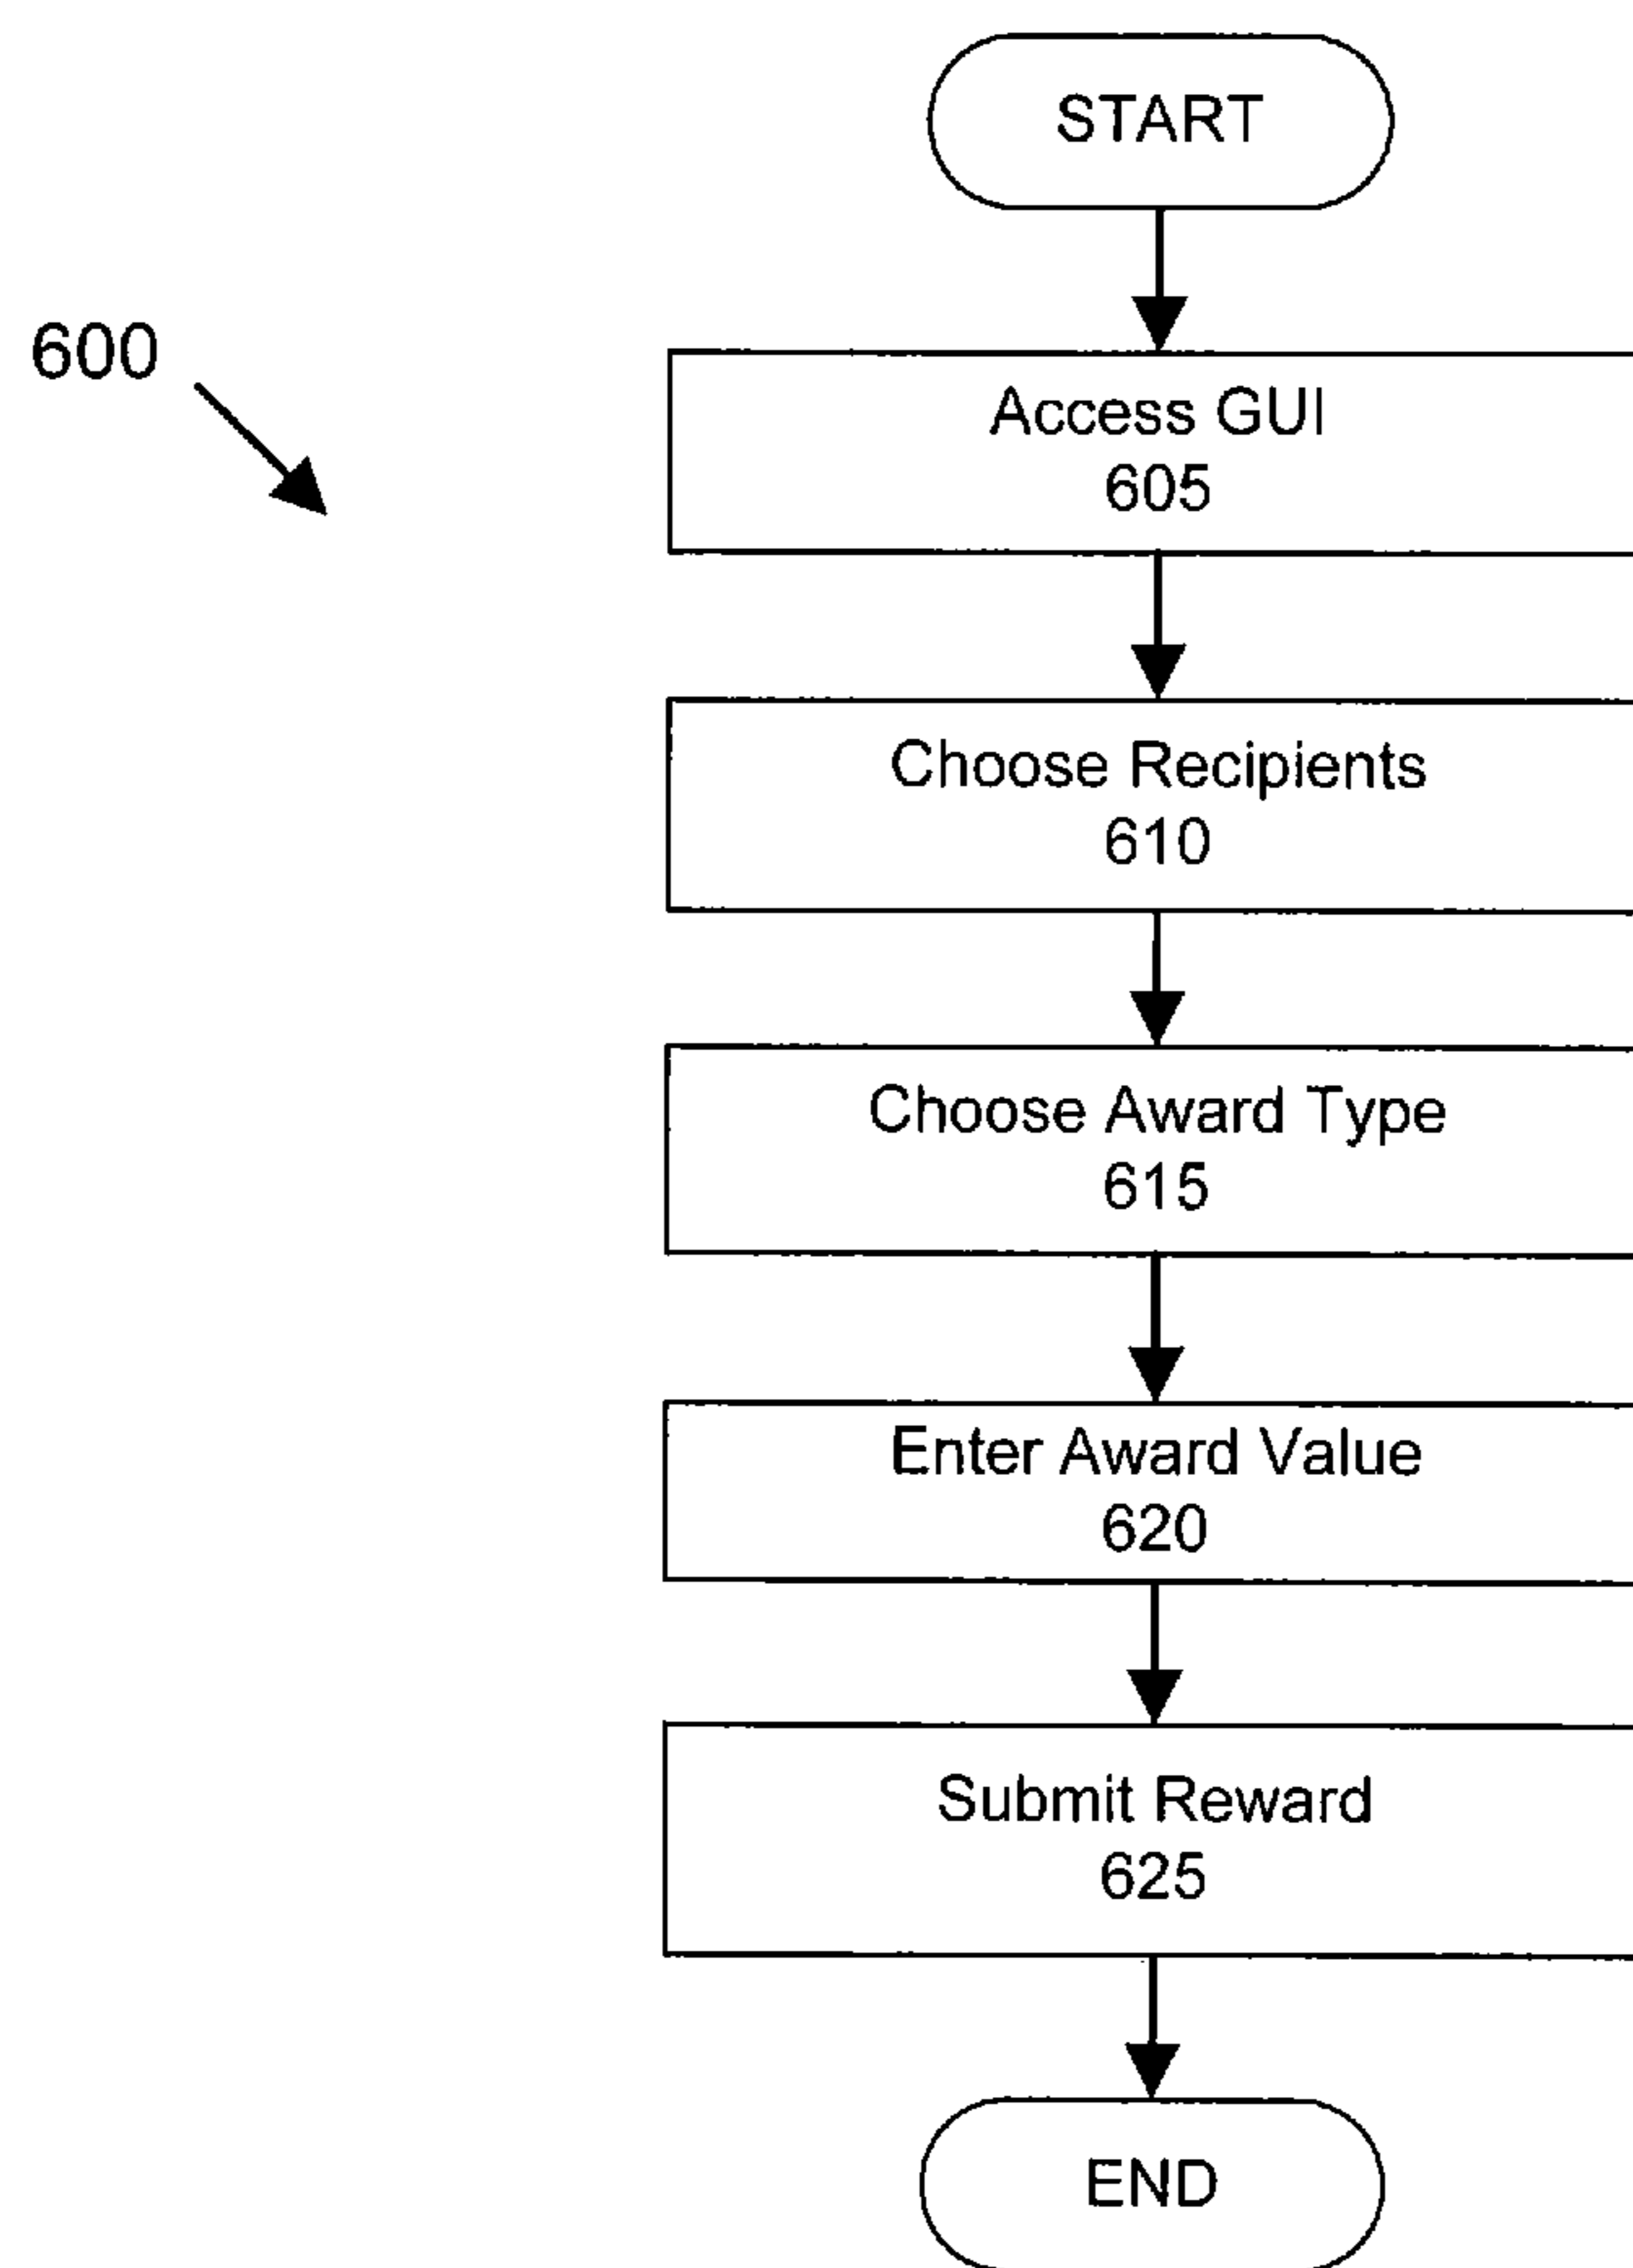 START
600
Access GUI
605
Choose Recipients
610
Choose Award Type
615
Enter Award Value
620
Submit Reward
625
END